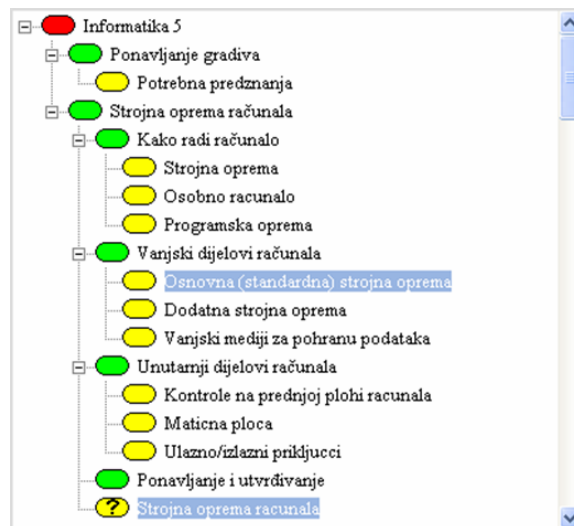 Informatika 5
Ponavljanje gradiva
Potrebna predznanja
Strojna oprema računala
Kako radi računalo
Strojna oprema
Osobno racunalo
Programska oprema
Vanjski dijelovi računala
Osnovna (standardna) strojna oprema
Dodatna strojna oprema
Vanjski mediji za pohranu podataka
Unutarnji dijelovi računala
Kontrole na prednjoj plohi racunala
Maticna ploca
Ulazno/izlazni prikljucci
Ponavljanje i utvrđivanje
? Strojna oprema racunala